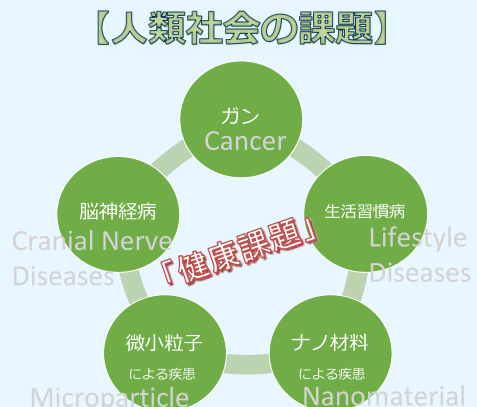 【人類社会の課題】
ガン
Cancer
脳神経病
Cranial Nerve
Diseases
生活習慣病
Lifestyle
Diseases
「健康課題」
微小粒子
による疾患
Microparticle
ナノ材料
による疾患
Nanomaterial